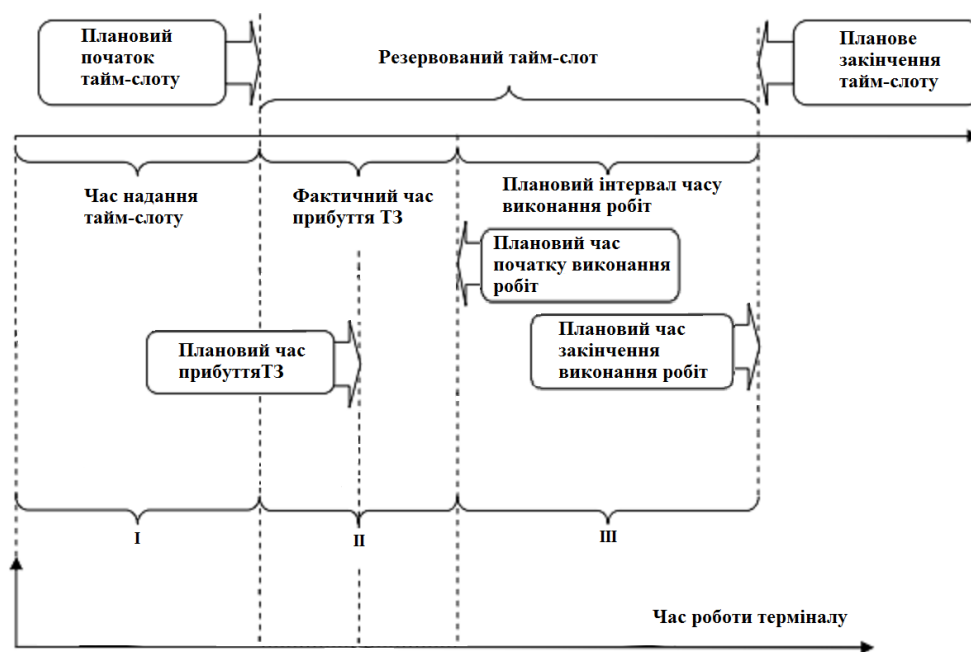 Плановий
початок
тайм-слоту
Резервований тайм-слот
Планове
закінчення
тайм-слоту
Час надання
тайм-слоту
Фактичний час
прибуття ТЗ
Плановий інтервал часу
виконання робіт
Плановий час
початку виконання
робіт
Плановий час
прибуттяТЗ
Плановий час
закінчення
виконання робіт
I
II
III
Час роботи терміналу